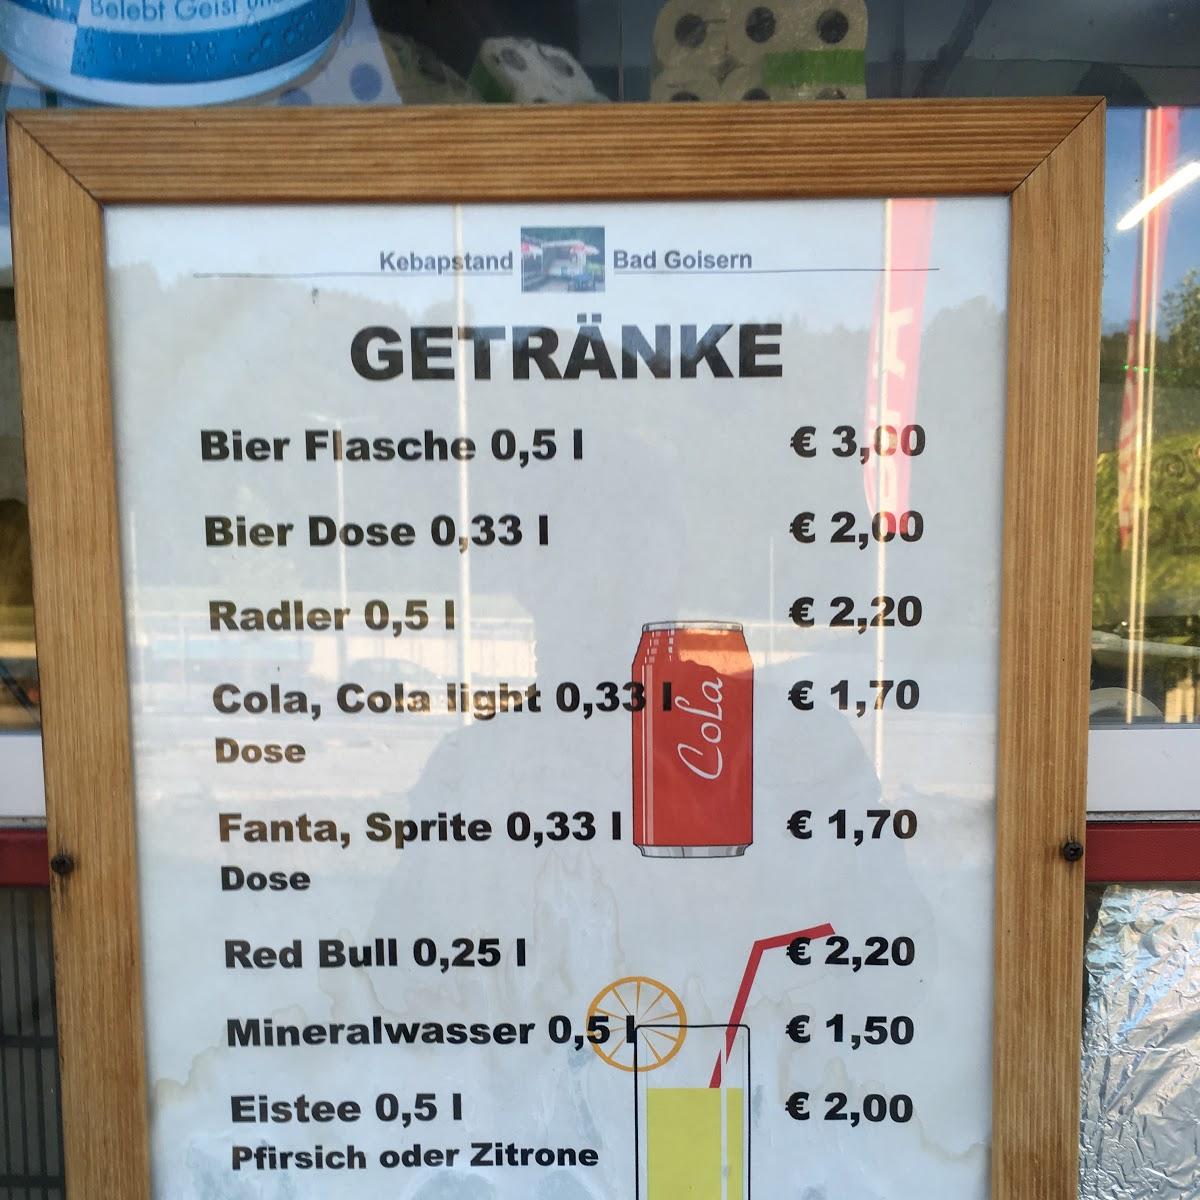 Belebt Geist
Kebapstand Bad Goisern
GETRÄNKE
Bier Flasche 0,5 l € 3,00
Bier Dose 0,33 l € 2,00
Radler 0,5 l € 2,20
Cola, Cola light 0,33 l € 1,70
Dose
Cola
Fanta, Sprite 0,33 l € 1,70
Dose
Red Bull 0,25 l € 2,20
Mineralwasser 0,5 l € 1,50
Eistee 0,5 l € 2,00
Pfirsich oder Zitrone